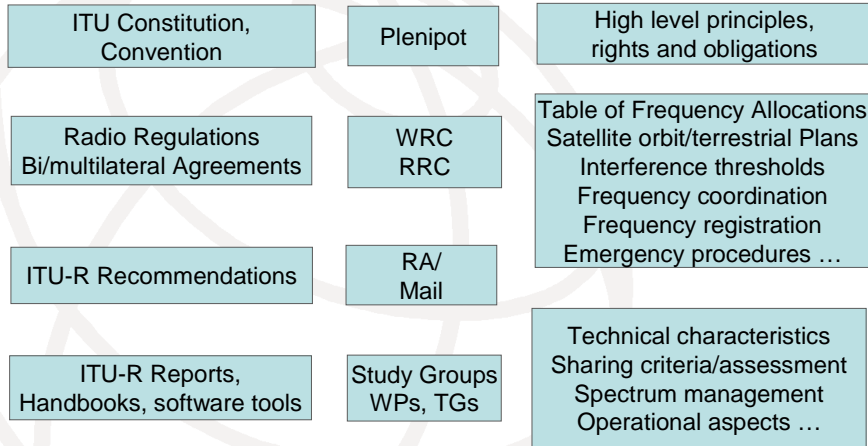 ITU Constitution,
Convention
Plenipot
High level principles,
rights and obligations
Radio Regulations
Bi/multilateral Agreements
WRC
RRC
Table of Frequency Allocations
Satellite orbit/terrestrial Plans
Interference thresholds
Frequency coordination
Frequency registration
Emergency procedures …
ITU-R Recommendations
RA/
Mail
ITU-R Reports,
Handbooks, software tools
Study Groups
WPs, TGs
Technical characteristics
Sharing criteria/assessment
Spectrum management
Operational aspects …